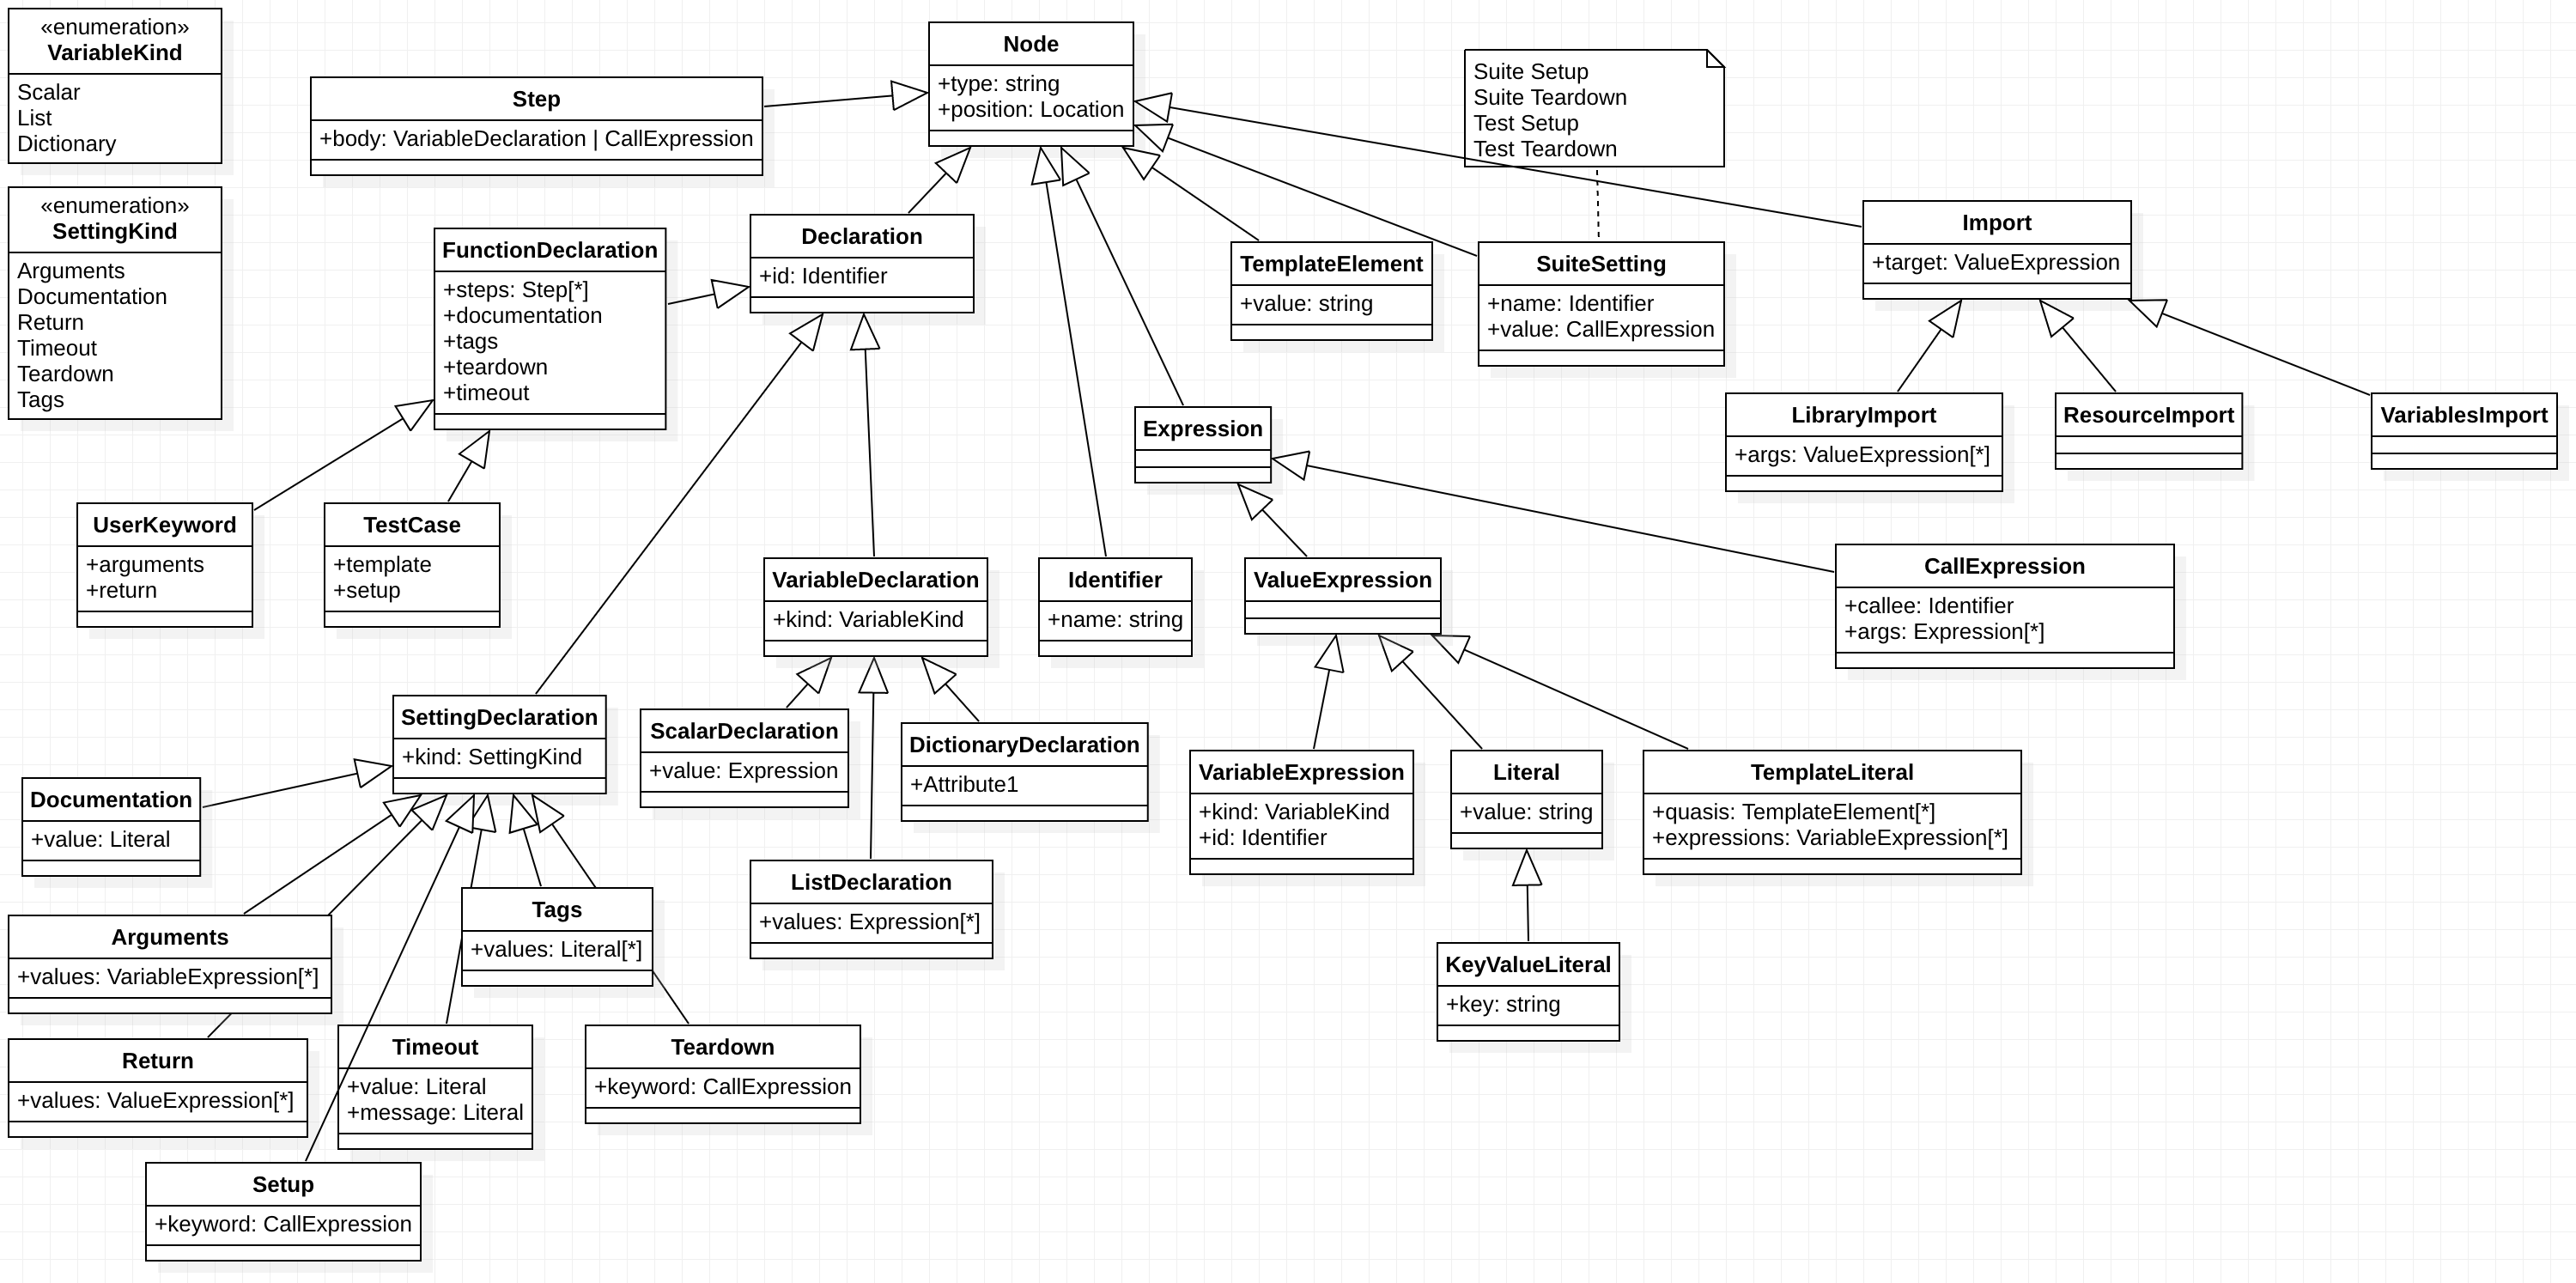 «enumeration»
VariableKind
Scalar
List
Dictionary
«enumeration»
SettingKind
Arguments
Documentation
Return
Timeout
Teardown
Tags
Step
+body: VariableDeclaration | CallExpression
Node
+type: string
+position: Location
Suite Setup
Suite Teardown
Test Setup
Test Teardown
FunctionDeclaration
+steps: Step[*]
+documentation
+tags
+teardown
+timeout
Declaration
+id: Identifier
TemplateElement
+value: string
SuiteSetting
+name: Identifier
+value: CallExpression
Import
+target: ValueExpression
LibraryImport
+args: ValueExpression[*]
ResourceImport
VariablesImport
Expression
UserKeyword
+arguments
+return
TestCase
+template
+setup
VariableDeclaration
+kind: VariableKind
Identifier
+name: string
ValueExpression
CallExpression
+callee: Identifier
+args: Expression[*]
SettingDeclaration
+kind: SettingKind
ScalarDeclaration
+value: Expression
DictionaryDeclaration
+Attribute1
VariableExpression
+kind: VariableKind
+id: Identifier
Literal
+value: string
TemplateLiteral
+quasis: TemplateElement[*]
+expressions: VariableExpression[*]
Documentation
+value: Literal
ListDeclaration
+values: Expression[*]
Tags
+values: Literal[*]
Arguments
+values: VariableExpression[*]
KeyValueLiteral
+key: string
Return
+values: ValueExpression[*]
Timeout
+value: Literal
+message: Literal
Teardown
+keyword: CallExpression
Setup
+keyword: CallExpression